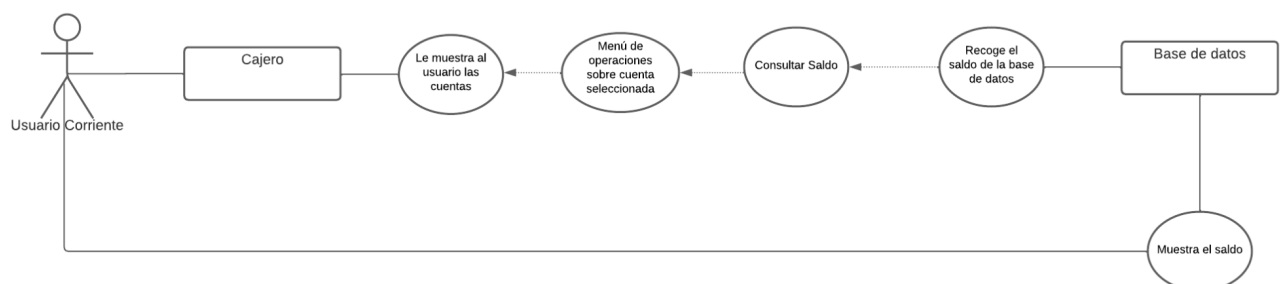 Usuario Corriente
Cajero
Le muestra al
usuario las
cuentas
Menú de
operaciones
sobre cuenta
seleccionada
Consultar Saldo
Recoge el
saldo de la base
de datos
Base de datos
Muestra el saldo